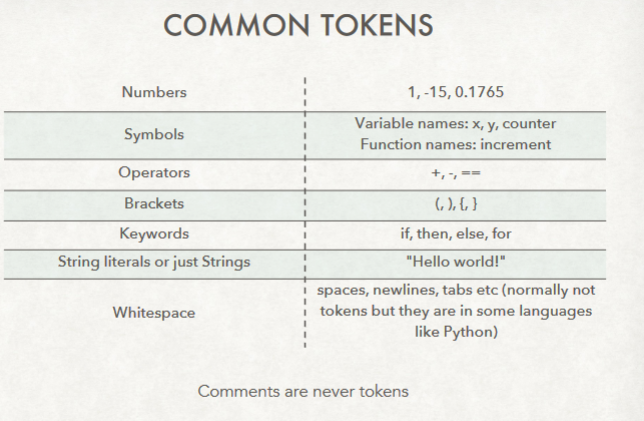 COMMON TOKENS
Numbers 1, -15, 0.1765
Symbols Variable names: x, y, counter
Function names: increment
Operators +, -, ==
Brackets (, ), {, }
Keywords if, then, else, for
String literals or just Strings "Hello world!"
Whitespace spaces, newlines, tabs etc (normally not
tokens but they are in some languages
like Python)
Comments are never tokens